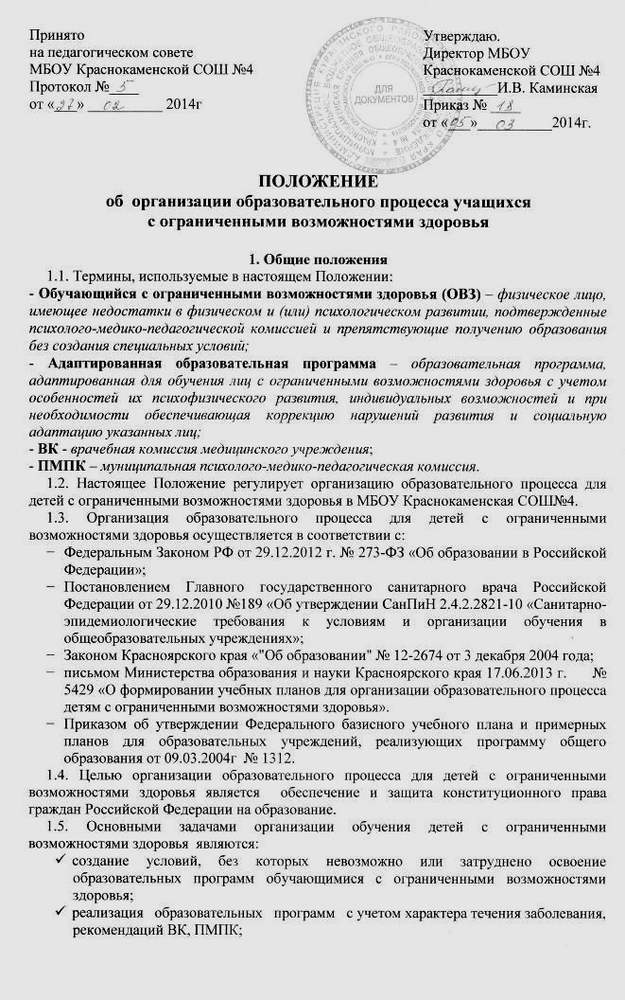 Принято
на педагогическом совете
МБОУ Краснокаменской СОШ №4
Протокол № 5
от «27» 02 2014г
Утверждаю.
Директор МБОУ
Краснокаменской СОШ №4
И.В. Каминская
Приказ № 18
от «05» 03 2014г.
ДЛЯ
ДОКУМЕНТОВ
ПОЛОЖЕНИЕ
об организации образовательного процесса учащихся
с ограниченными возможностями здоровья
1. Общие положения
1.1. Термины, используемые в настоящем Положении:
- Обучающийся с ограниченными возможностями здоровья (ОВЗ) – физическое лицо,
имеющее недостатки в физическом и (или) психологическом развитии, подтвержденные
психолого-медико-педагогической комиссией и препятствующие получению образования
без создания специальных условий;
- Адаптированная образовательная программа – образовательная программа,
адаптированная для обучения лиц с ограниченными возможностями здоровья с учетом
особенностей их психофизического развития, индивидуальных возможностей и при
необходимости обеспечивающая коррекцию нарушений развития и социальную
адаптацию указанных лиц;
- ВК - врачебная комиссия медицинского учреждения;
- ПМПК – муниципальная психолого-медико-педагогическая комиссия.
1.2. Настоящее Положение регулирует организацию образовательного процесса для
детей с ограниченными возможностями здоровья в МБОУ Краснокаменская СОШ№4.
1.3. Организация образовательного процесса для детей с ограниченными
возможностями здоровья осуществляется в соответствии с:
− Федеральным Законом РФ от 29.12.2012 г. № 273-ФЗ «Об образовании в Российской
Федерации»;
− Постановлением Главного государственного санитарного врача Российской
Федерации от 29.12.2010 №189 «Об утверждении СанПиН 2.4.2.2821-10 «Санитарно-
эпидемиологические требования к условиям и организации обучения в
общеобразовательных учреждениях»;
− Законом Красноярского края «"Об образовании" № 12-2674 от 3 декабря 2004 года;
− письмом Министерства образования и науки Красноярского края 17.06.2013 г. №
5429 «О формировании учебных планов для организации образовательного процесса
детям с ограниченными возможностями здоровья».
− Приказом об утверждении Федерального базисного учебного плана и примерных
планов для образовательных учреждений, реализующих программу общего
образования от 09.03.2004г № 1312.
1.4. Целью организации образовательного процесса для детей с ограниченными
возможностями здоровья является обеспечение и защита конституционного права
граждан Российской Федерации на образование.
1.5. Основными задачами организации обучения детей с ограниченными
возможностями здоровья являются:
✓ создание условий, без которых невозможно или затруднено освоение
образовательных программ обучающимися с ограниченными возможностями
здоровья;
✓ реализация образовательных программ с учетом характера течения заболевания,
рекомендаций ВК, ПМПК;